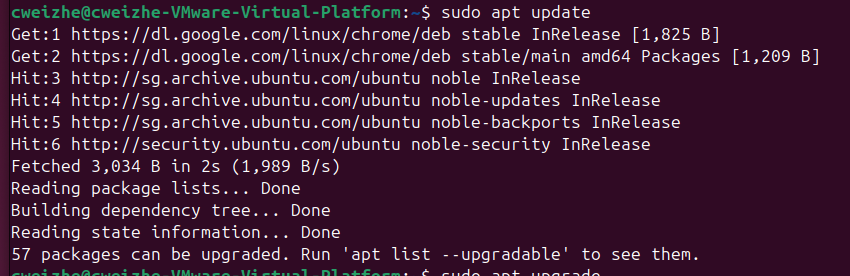 cweizhe@cweizhe-VMware-Virtual-Platform:~$ sudo apt update
Get:1 https://dl.google.com/linux/chrome/deb stable InRelease [1,825 B]
Get:2 https://dl.google.com/linux/chrome/deb stable/main amd64 Packages [1,209 B]
Hit:3 http://sg.archive.ubuntu.com/ubuntu noble InRelease
Hit:4 http://sg.archive.ubuntu.com/ubuntu noble-updates InRelease
Hit:5 http://sg.archive.ubuntu.com/ubuntu noble-backports InRelease
Hit:6 http://security.ubuntu.com/ubuntu noble-security InRelease
Fetched 3,034 B in 2s (1,989 B/s)
Reading package lists... Done
Building dependency tree... Done
Reading state information... Done
57 packages can be upgraded. Run 'apt list --upgradable' to see them.
cweizhe@cweizhe-VMware-Virtual-Platform:~$ sudo apt upgrade